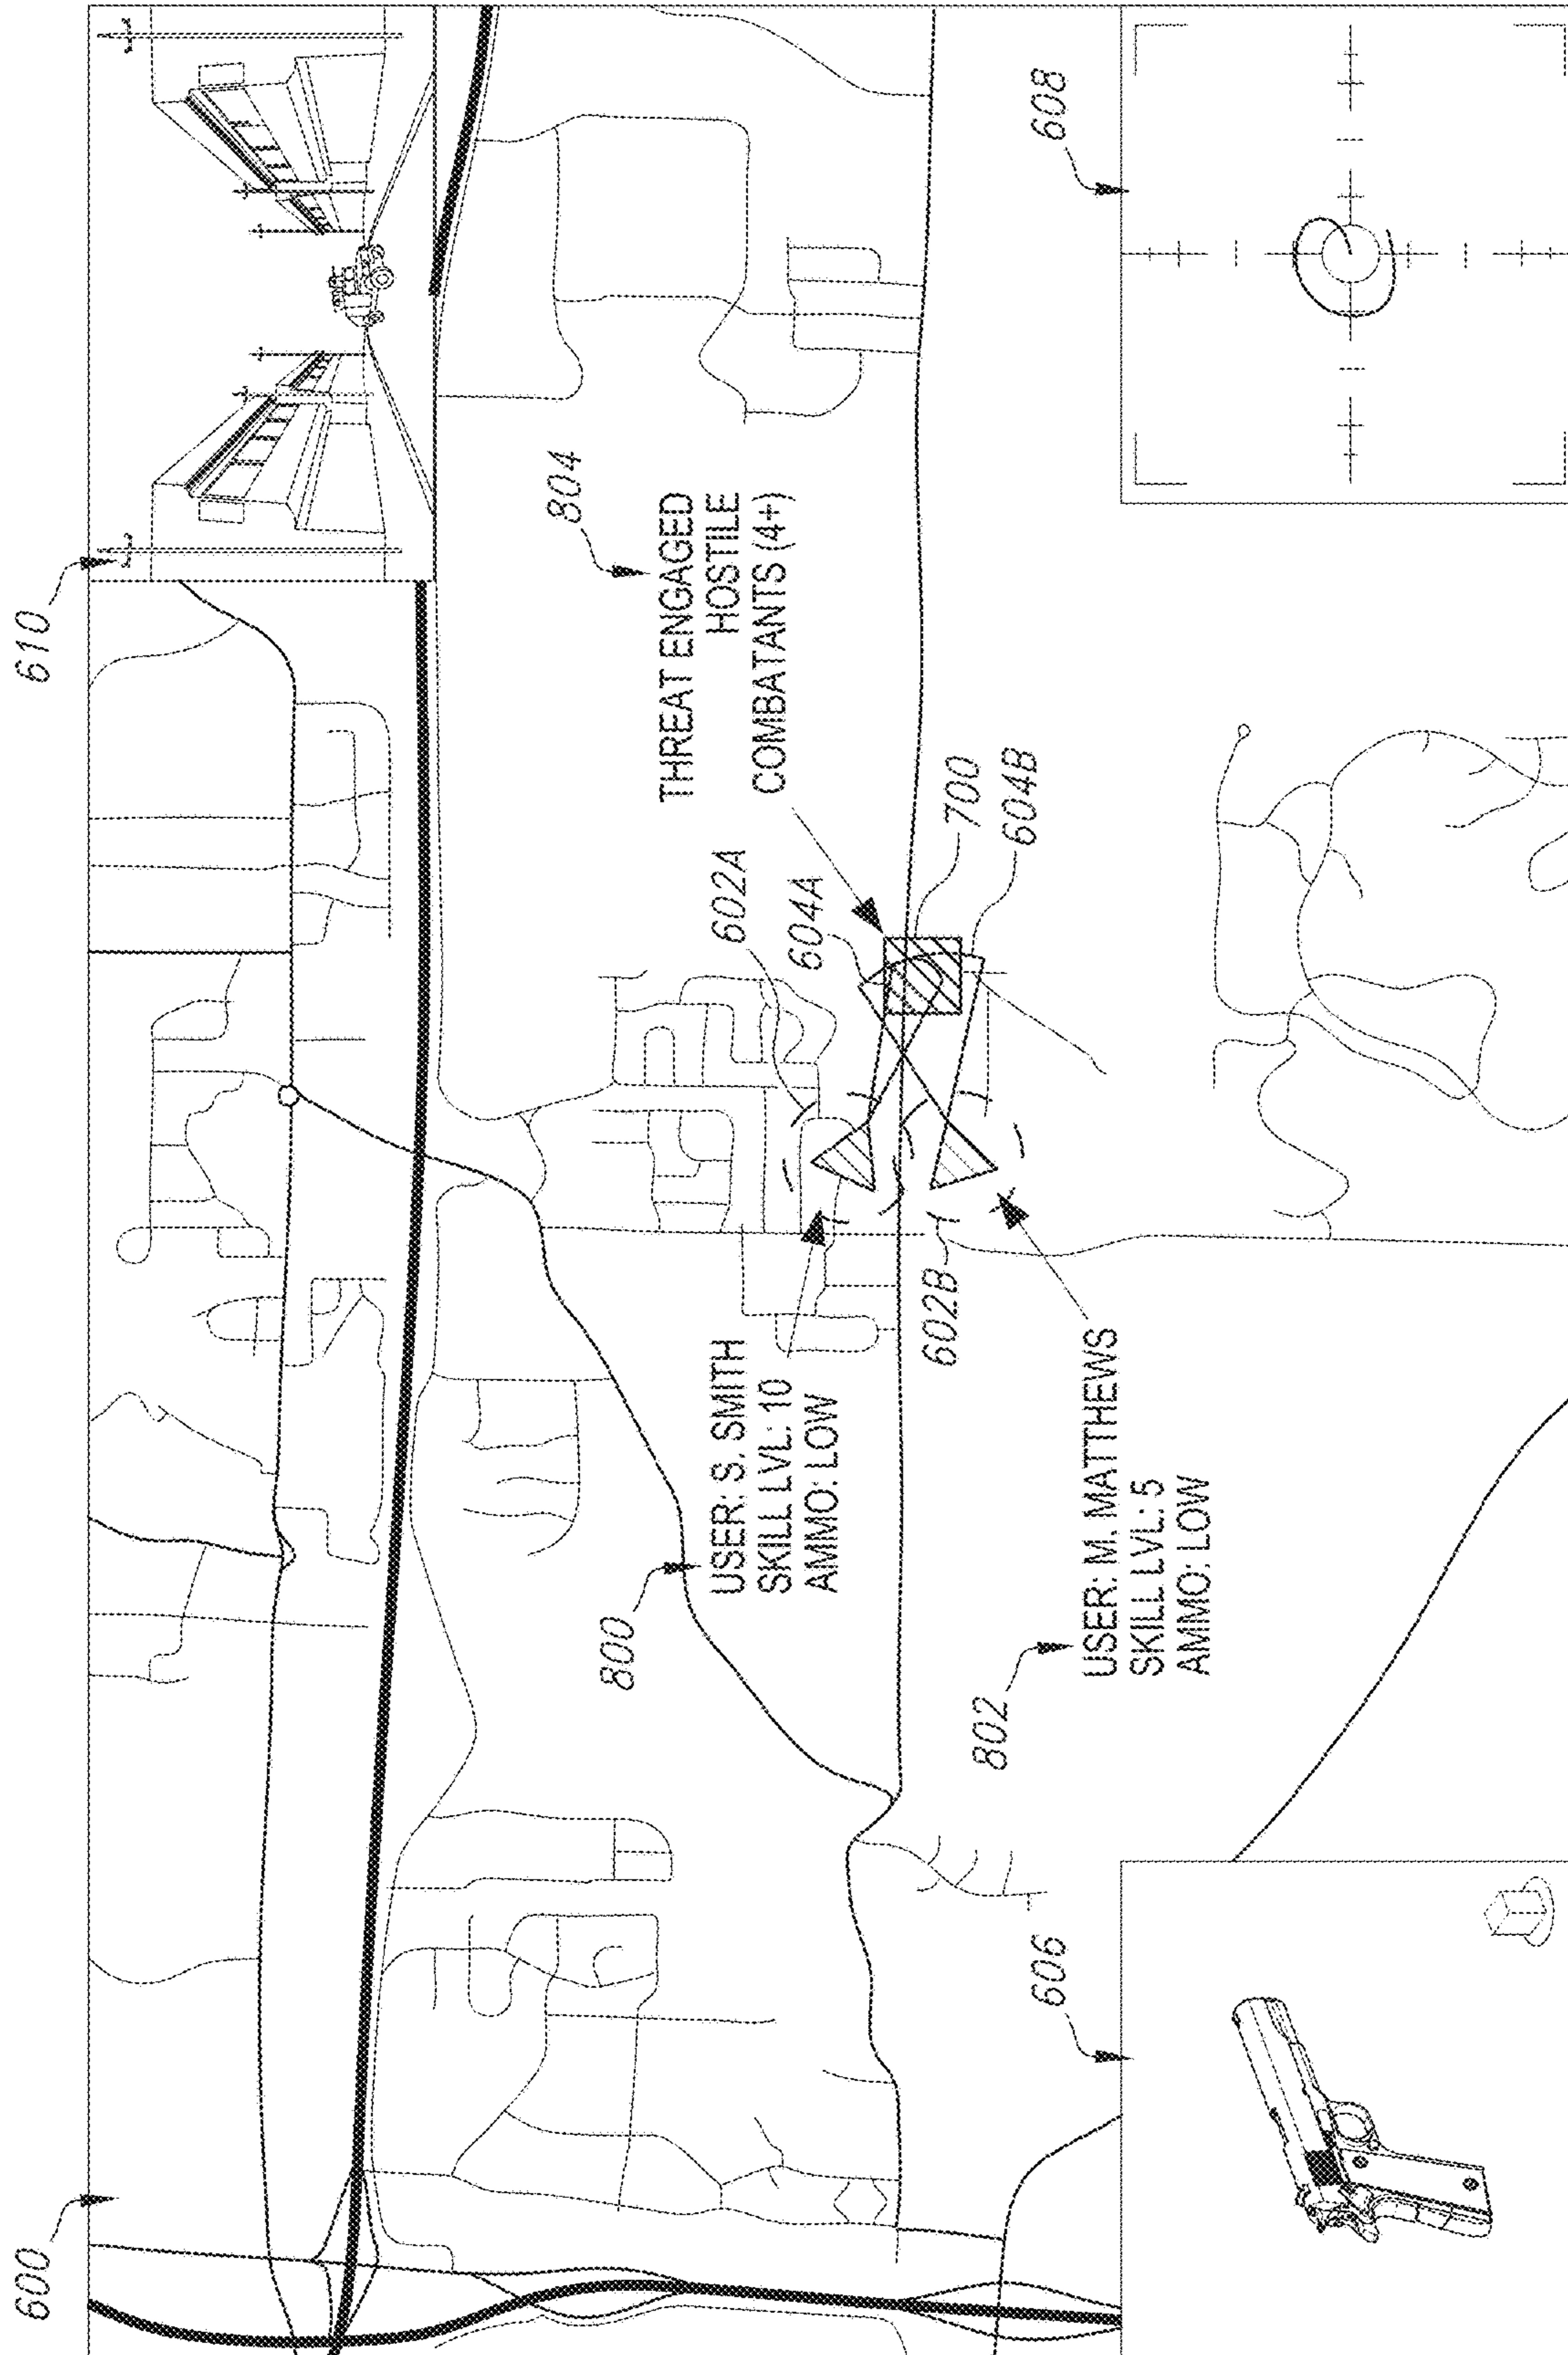 600
610
800
USER: S. SMITH
SKILL LVL: 10
AMMO: LOW
804
THREAT ENGAGED
HOSTILE
COMBATANTS (4+)
602A
604A
700
604B
602B
802
USER: M. MATTHEWS
SKILL LVL: 5
AMMO: LOW
606
608